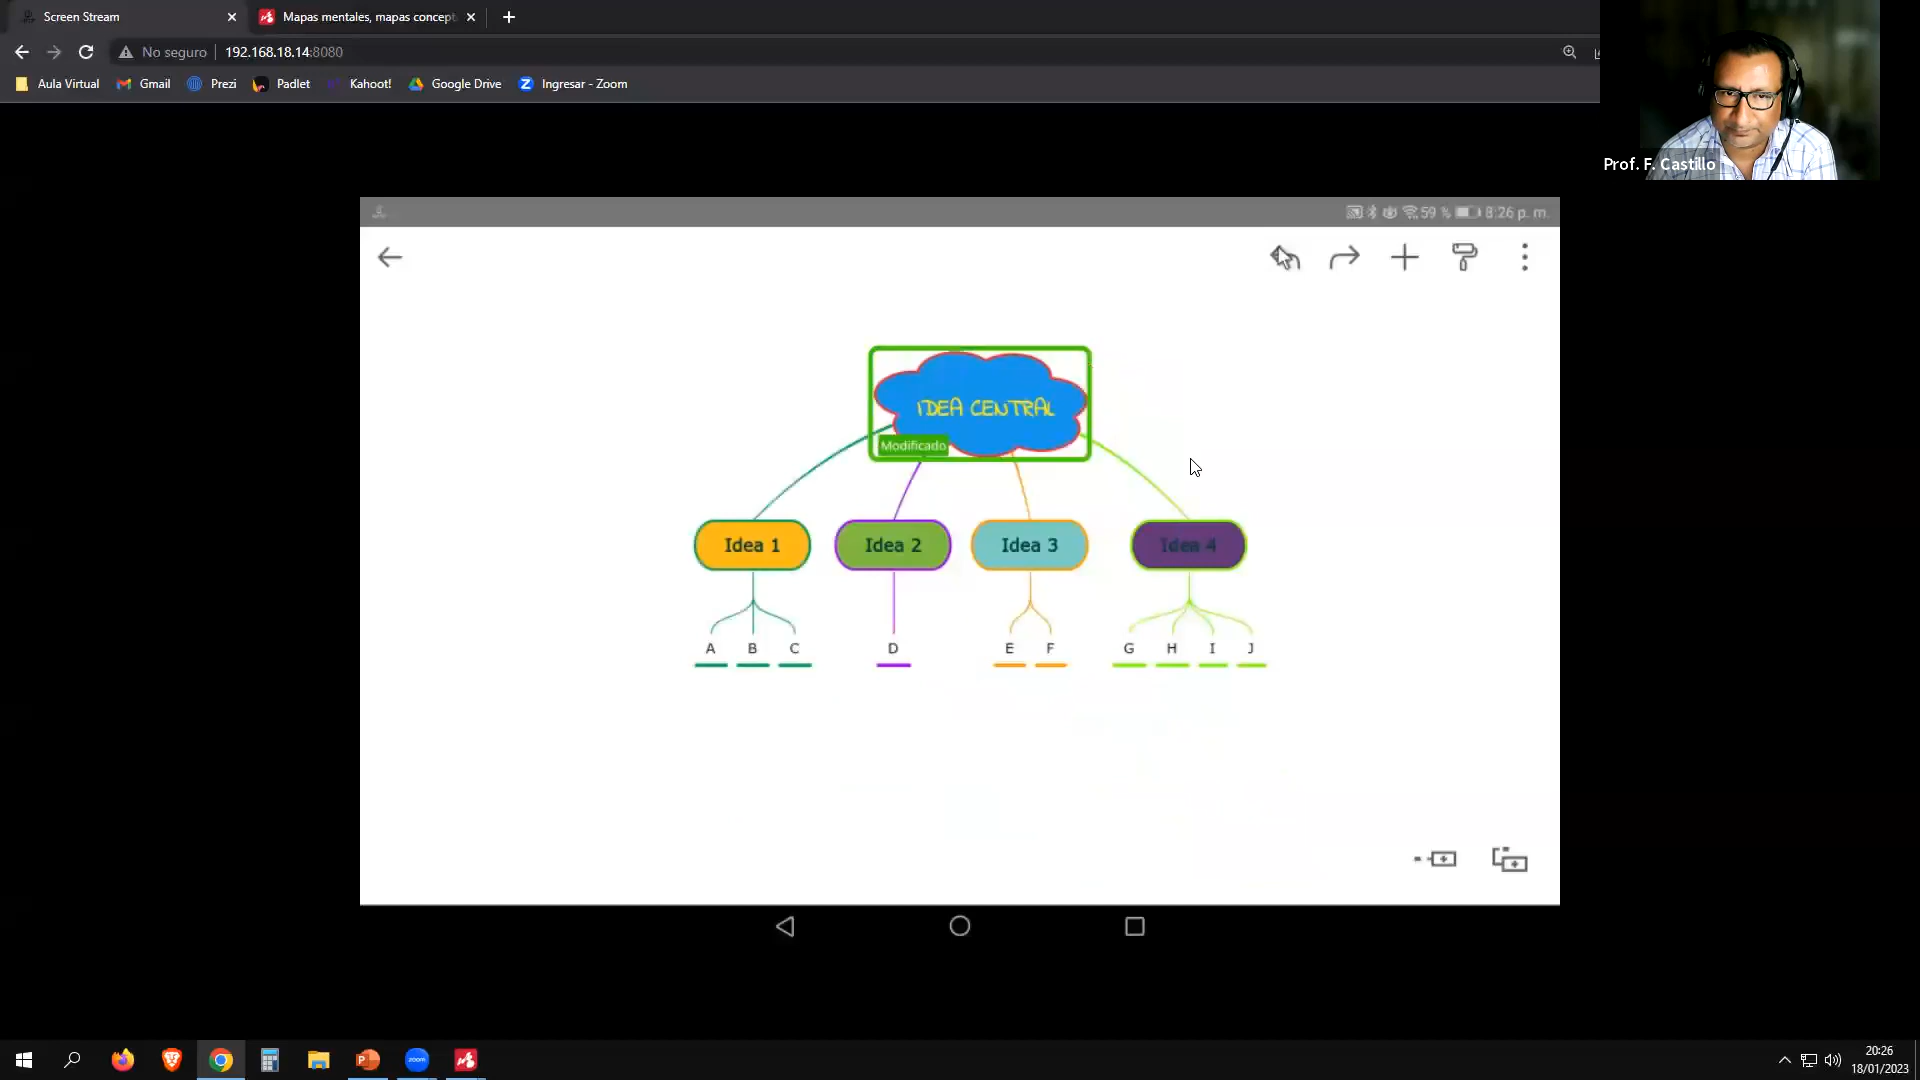 Screen Stream
Mapas mentales, mapas concept
No seguro
192.168.18.14:8080
Aula Virtual
Gmail
Prezi
Padlet
Kahoot!
Google Drive
Ingresar - Zoom
Prof. F. Castillo
59 % 8:26 p. m.
IDEA CENTRAL
Modificado
Idea 1 Idea 2 Idea 3 Idea 4
A B C D E F G H I J
zoom
20:26
18/01/2023